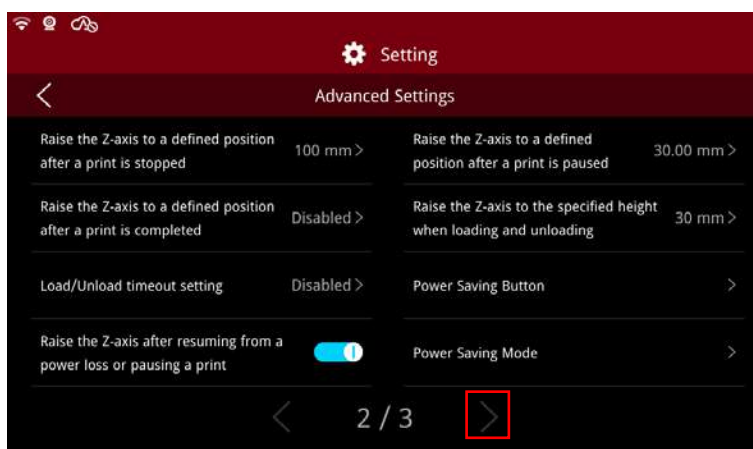 Setting
Advanced Settings
Raise the Z-axis to a defined position
after a print is stopped
100 mm >
Raise the Z-axis to a defined
position after a print is paused
30.00 mm >
Raise the Z-axis to a defined position
after a print is completed
Disabled >
Raise the Z-axis to the specified height
when loading and unloading
30 mm >
Load/Unload timeout setting
Disabled >
Power Saving Button
>
Raise the Z-axis after resuming from a
power loss or pausing a print
Power Saving Mode
>
2 / 3